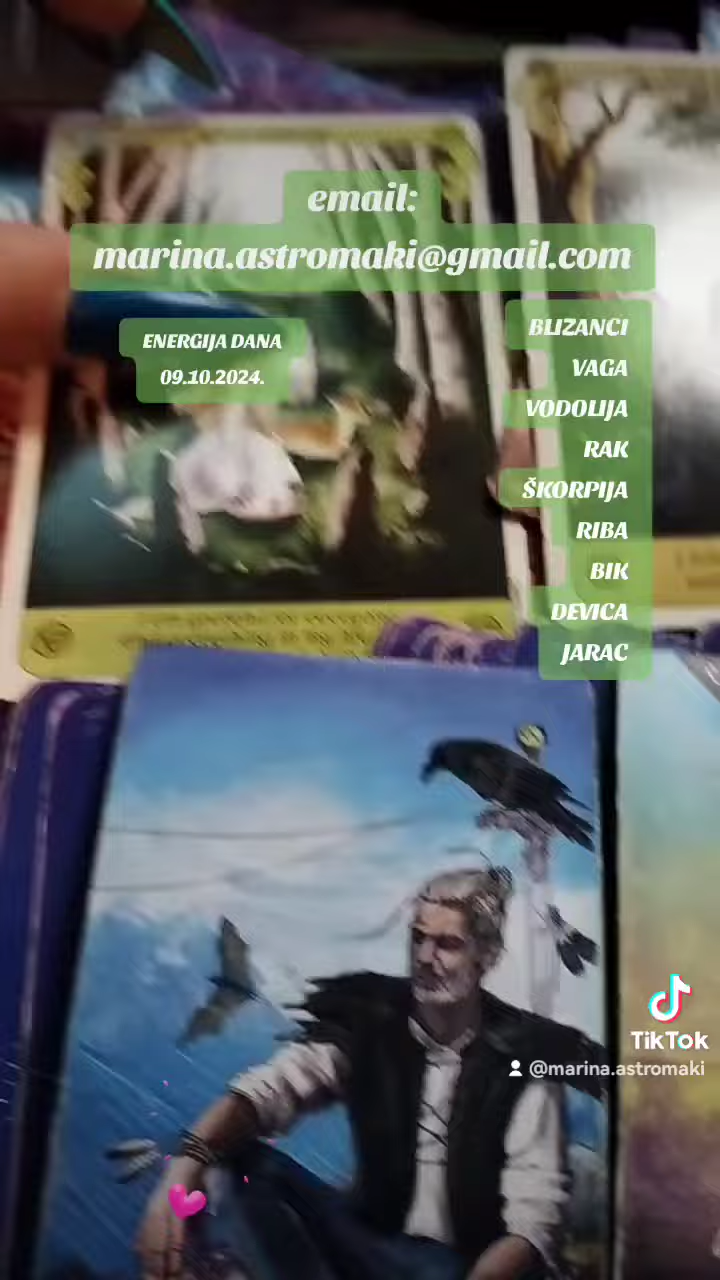 email:
marina.astromaki@gmail.com
ENERGIJA DANA
09.10.2024.
BLIZANCI
VAGA
VODOLIJA
RAK
ŠKORPIJA
RIBA
BIK
DEVICA
JARAC
TikTok
@marina.astromaki